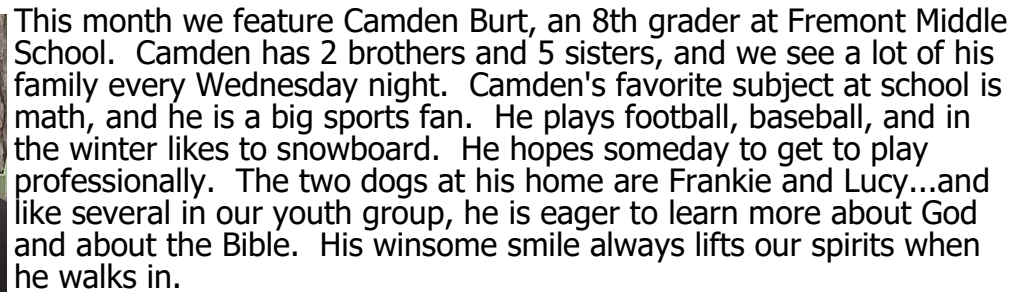 This month we feature Camden Burt, an 8th grader at Fremont Middle
School.  Camden has 2 brothers and 5 sisters, and we see a lot of his
family every Wednesday night.  Camden's favorite subject at school is
math, and he is a big sports fan.  He plays football, baseball, and in
the winter likes to snowboard.  He hopes someday to get to play
professionally.  The two dogs at his home are Frankie and Lucy...and
like several in our youth group, he is eager to learn more about God
and about the Bible.  His winsome smile always lifts our spirits when
he walks in.